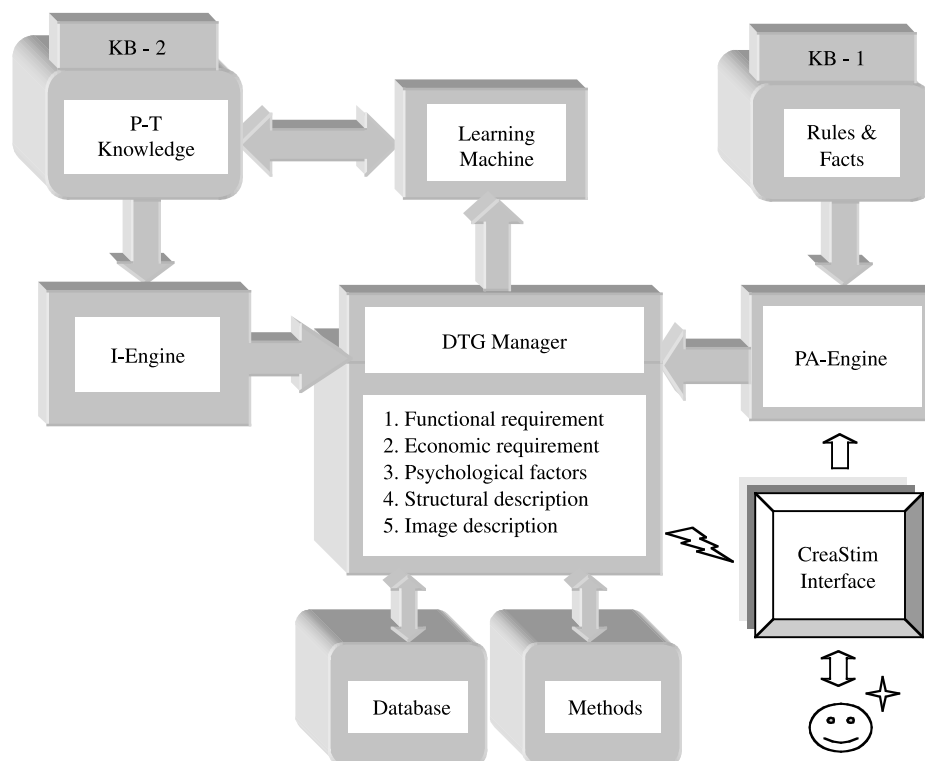 KB - 2
KB - 1
P-T
Knowledge
Learning
Machine
Rules &
Facts
I-Engine
DTG Manager
PA-Engine
1. Functional requirement
2. Economic requirement
3. Psychological factors
4. Structural description
5. Image description
CreaStim
Interface
Database
Methods